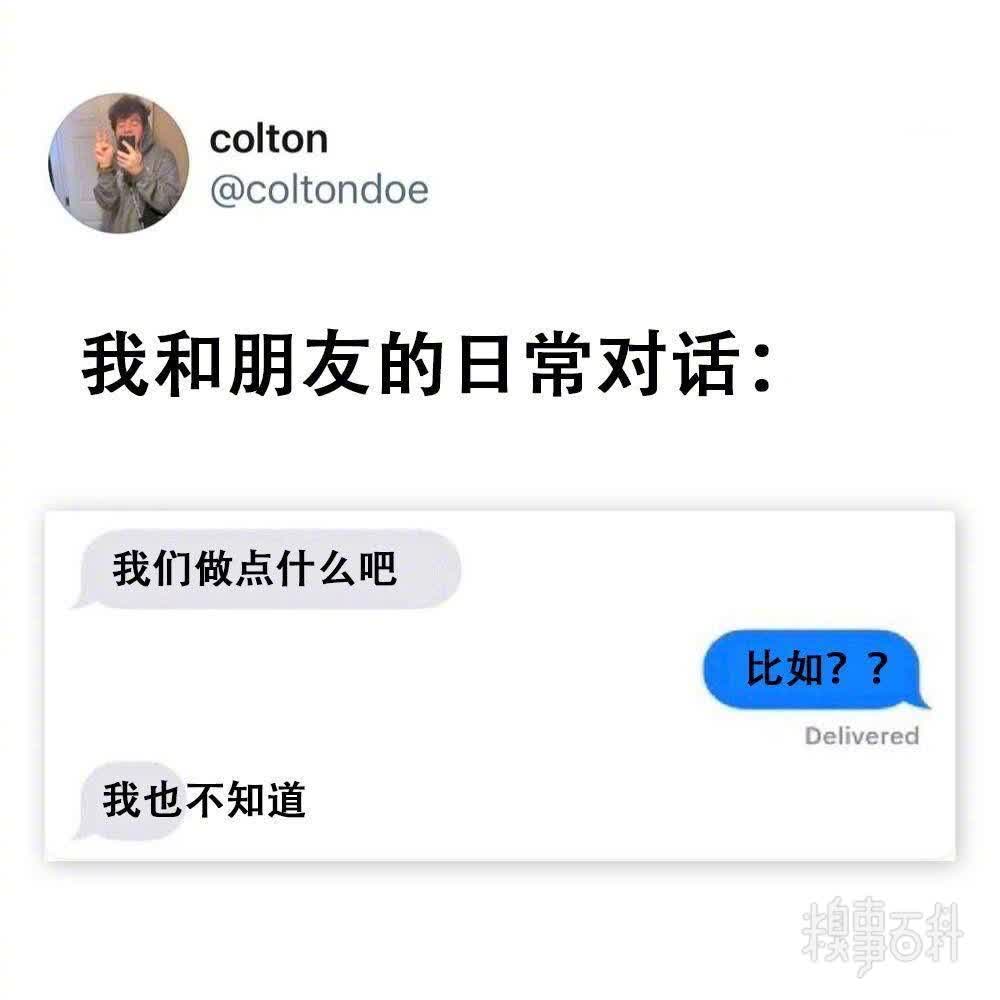 colton
@coltondoe
我和朋友的日常对话：
我们做点什么吧
比如？？
Delivered
我也不知道
糗事百科